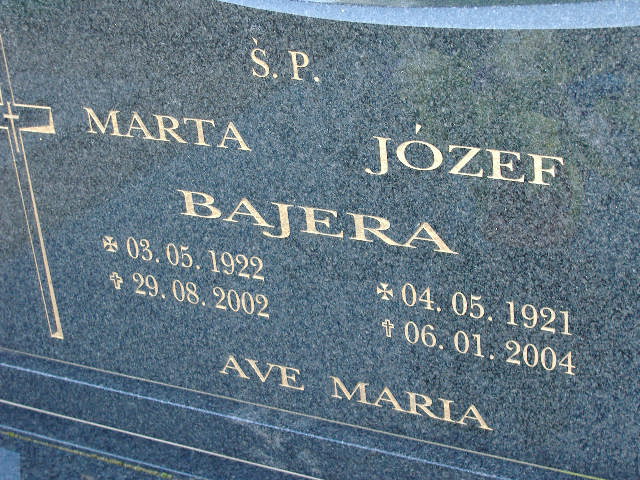 Ś. P.
MARTA JÓZEF
BAJERA
03.05.1922 04.05.1921
29.08.2002 06.01.2004
AVE MARIA